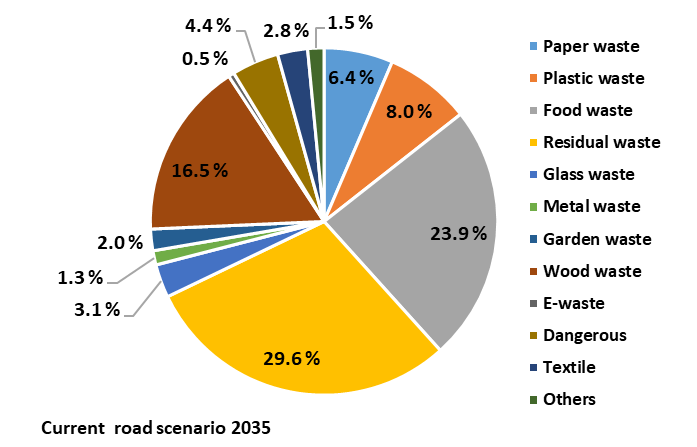 4.4 %
2.8 %
1.5 %
0.5 %
6.4 %
8.0 %
16.5 %
23.9 %
2.0 %
1.3 %
3.1 %
29.6 %
Paper waste
Plastic waste
Food waste
Residual waste
Glass waste
Metal waste
Garden waste
Wood waste
E-waste
Dangerous
Textile
Others
Current road scenario 2035